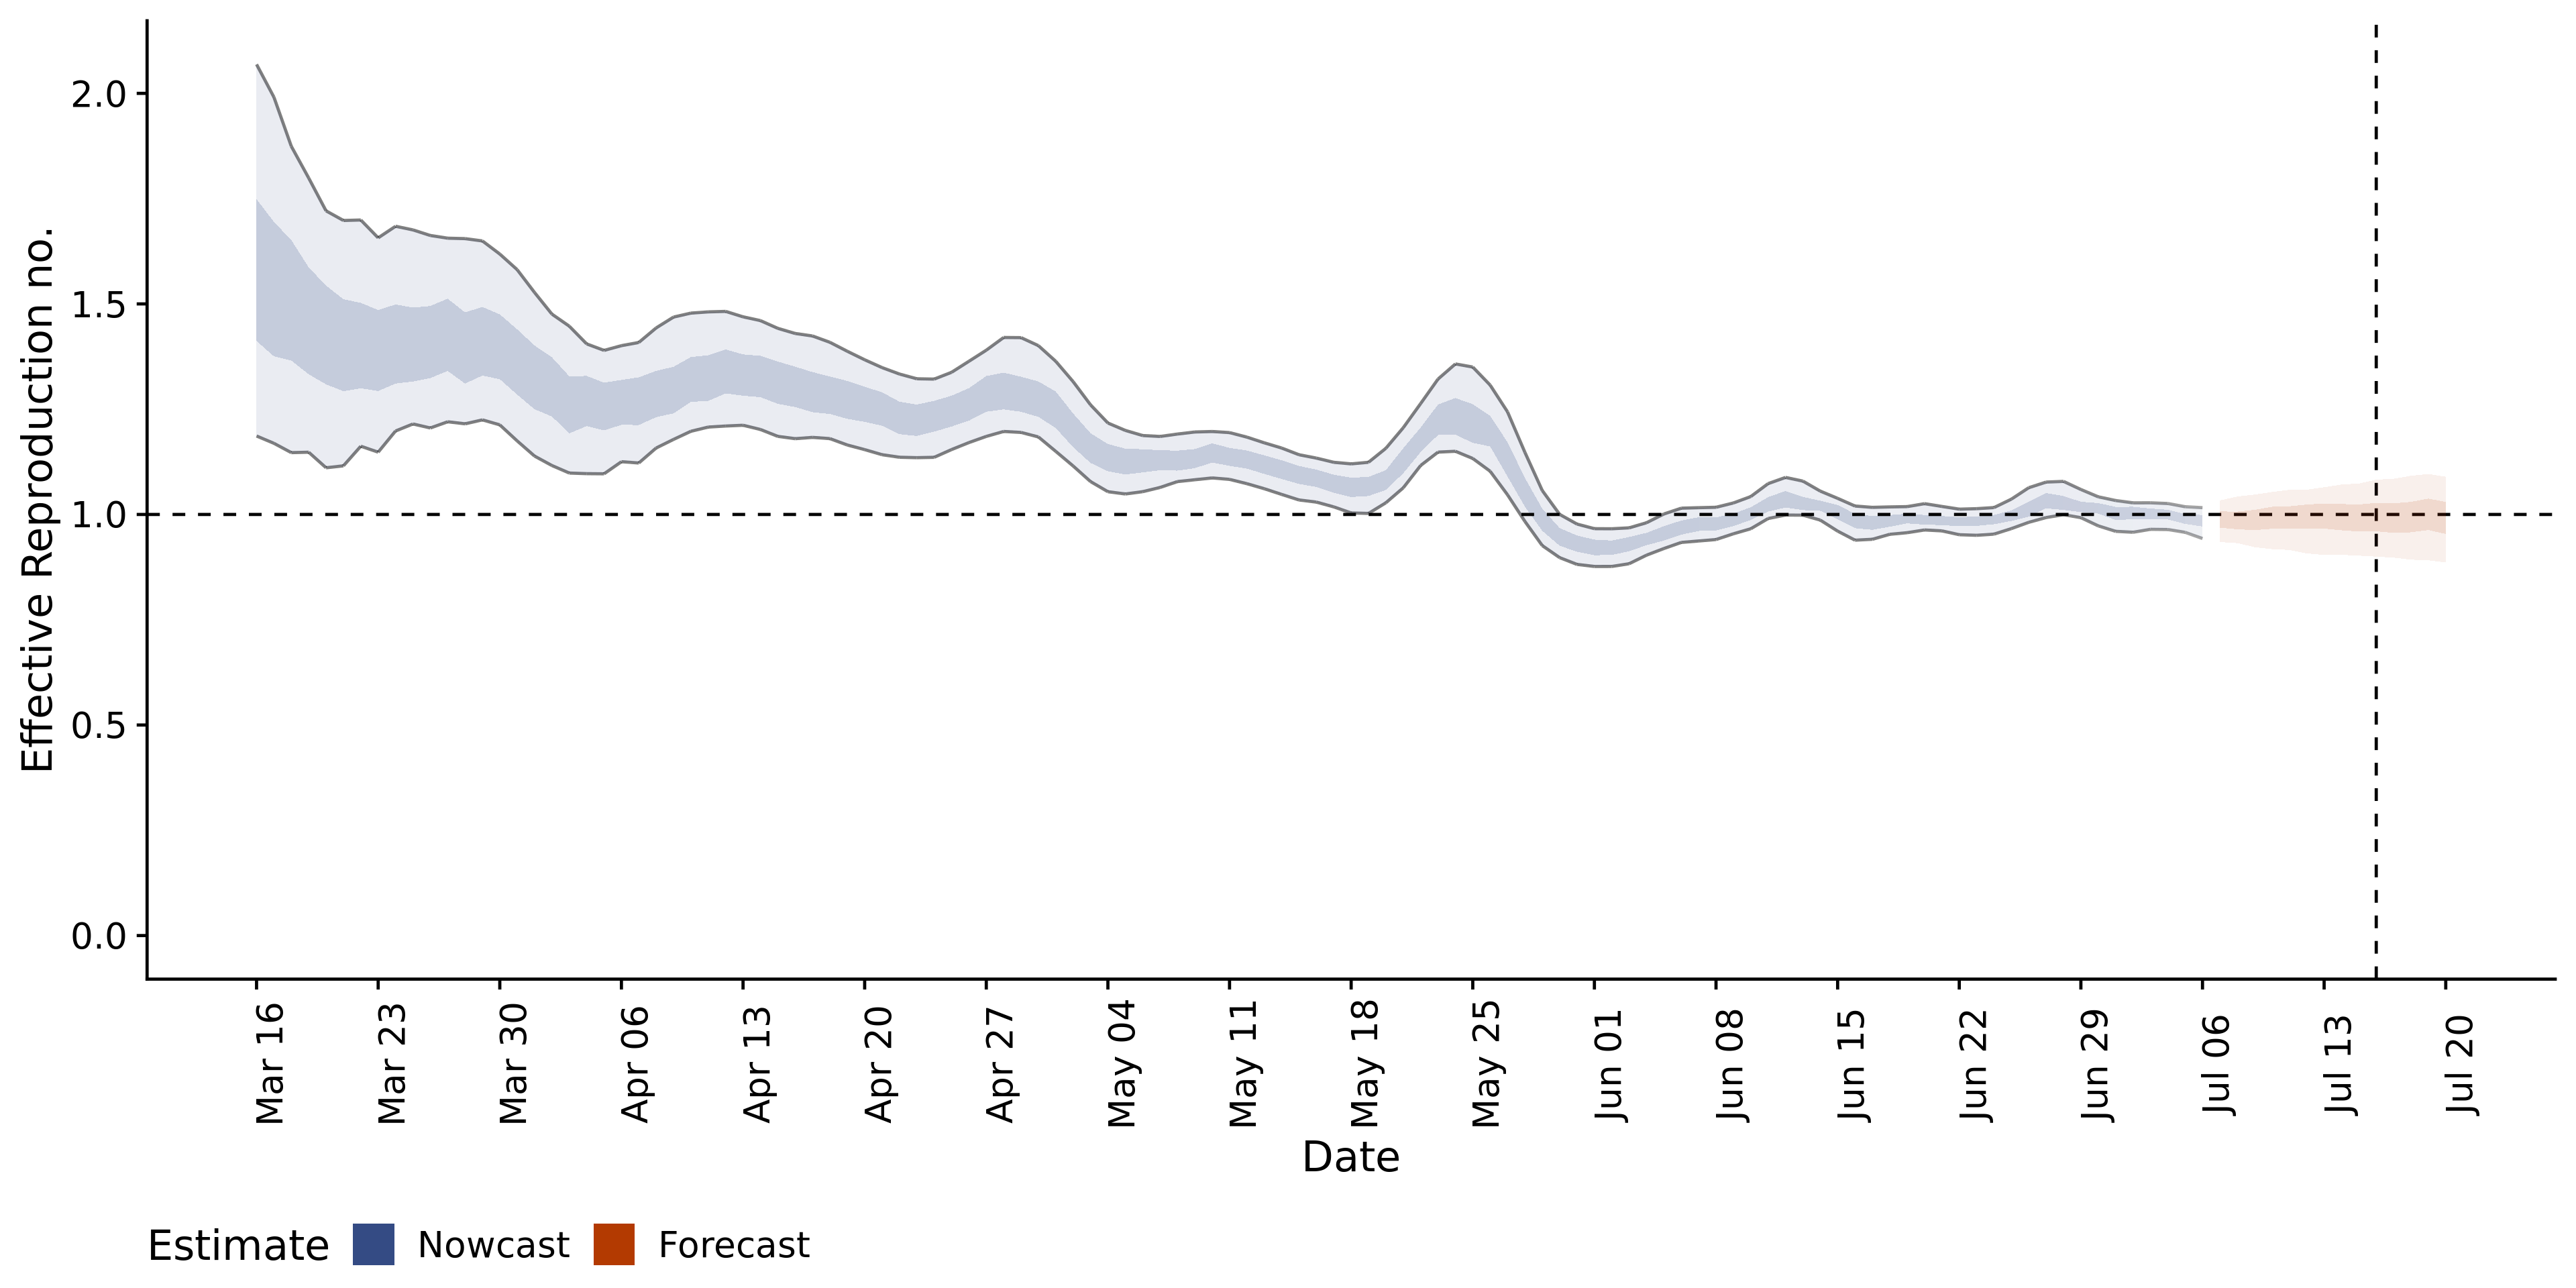 Effective Reproduction no.
2.0
1.5
1.0
0.5
0.0
Mar 16
Mar 23
Mar 30
Apr 06
Apr 13
Apr 20
Apr 27
May 04
May 11
May 18
May 25
Jun 01
Jun 08
Jun 15
Jun 22
Jun 29
Jul 06
Jul 13
Jul 20
Date
Estimate Nowcast Forecast